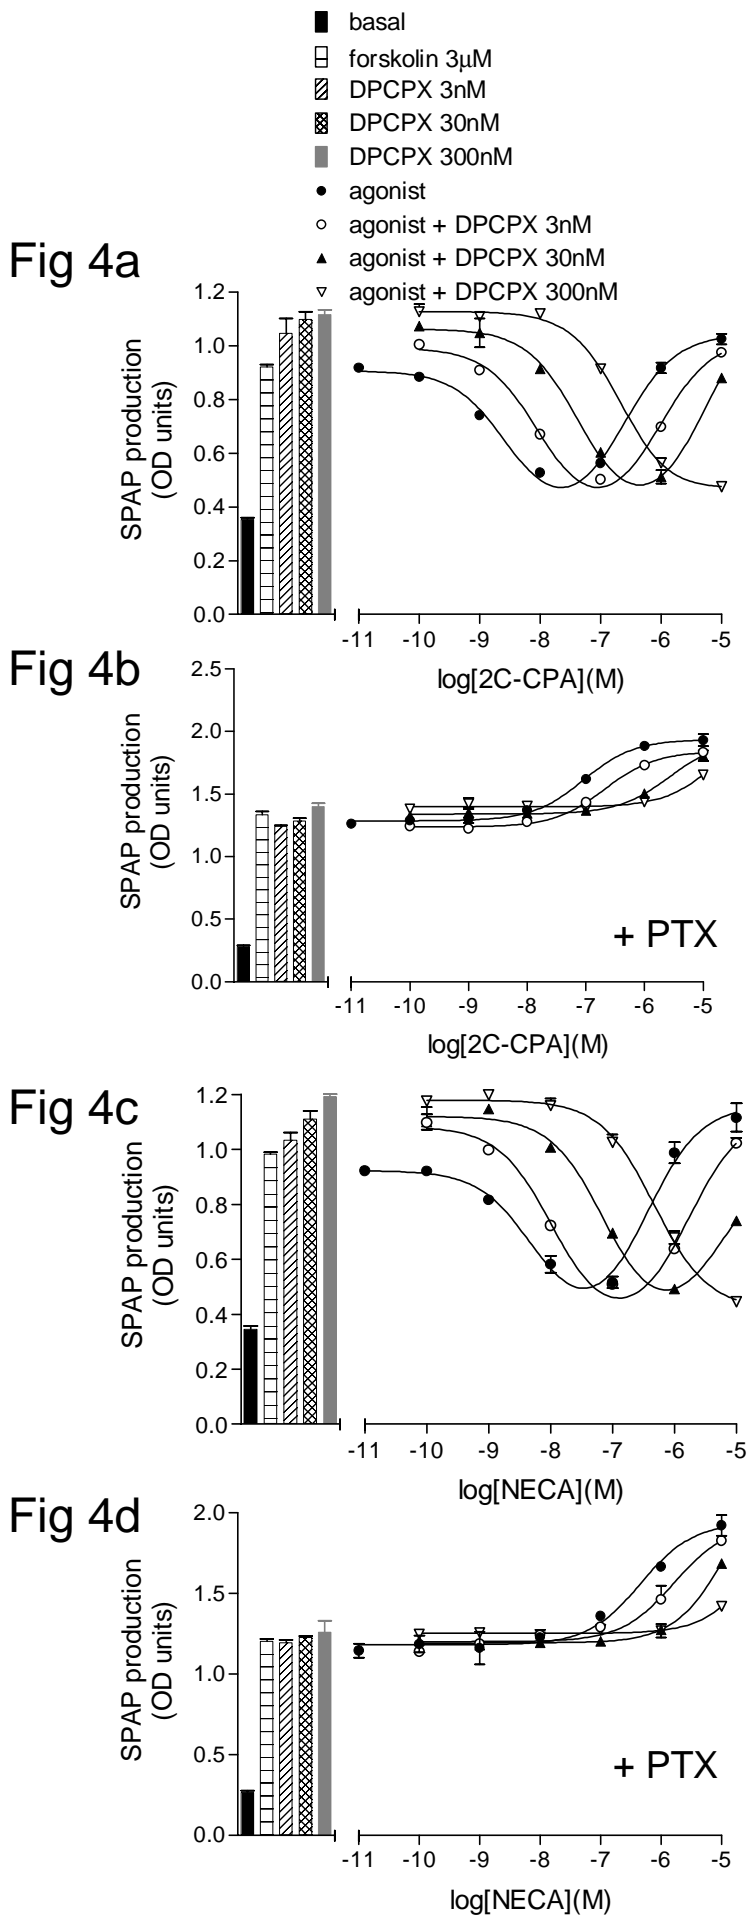 basal
forskolin 3μM
DPCPX 3nM
DPCPX 30nM
DPCPX 300nM
agonist
agonist + DPCPX 3nM
agonist + DPCPX 30nM
agonist + DPCPX 300nM
Fig 4a
SPAP production
(OD units)
1.2
1.0
0.8
0.6
0.4
0.2
0.0
-11 -10 -9 -8 -7 -6 -5
log[2C-CPA](M)
Fig 4b
SPAP production
(OD units)
2.5
2.0
1.5
1.0
0.5
0.0
+ PTX
-11 -10 -9 -8 -7 -6 -5
log[2C-CPA](M)
Fig 4c
SPAP production
(OD units)
1.2
1.0
0.8
0.6
0.4
0.2
0.0
-11 -10 -9 -8 -7 -6 -5
log[NECA](M)
Fig 4d
SPAP production
(OD units)
2.0
1.5
1.0
0.5
0.0
+ PTX
-11 -10 -9 -8 -7 -6 -5
log[NECA](M)